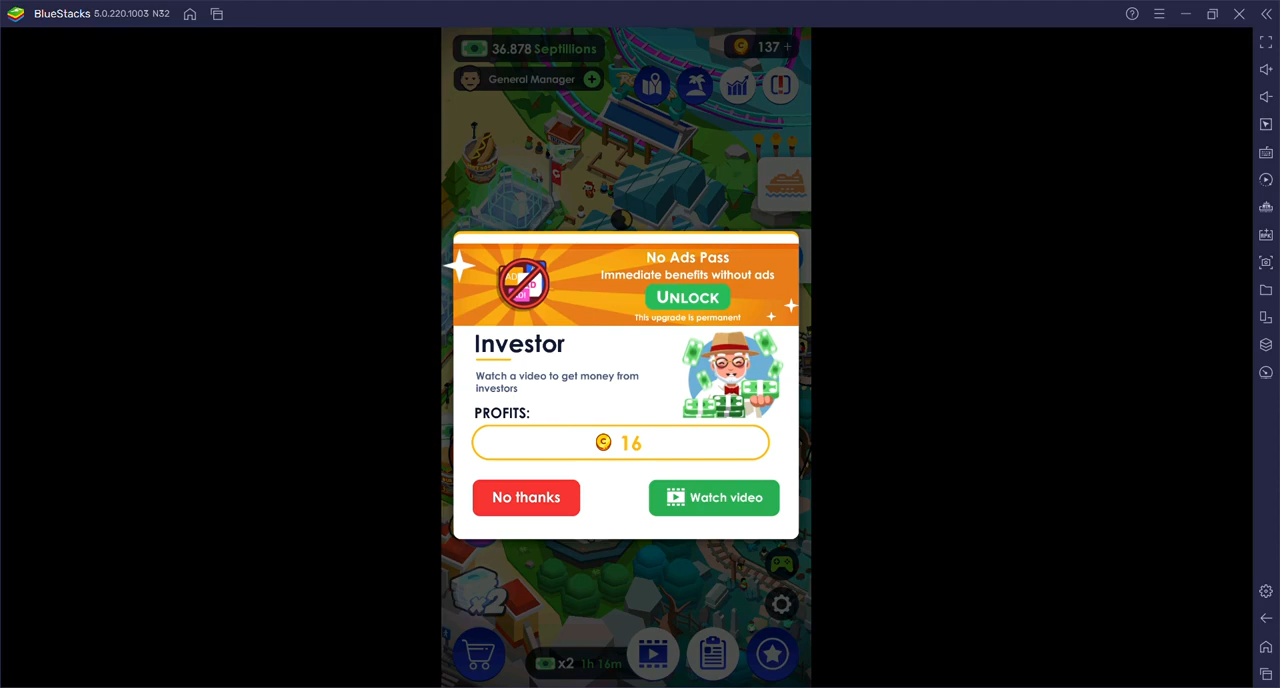 BlueStacks 5.0.220.1003 N32
36.878 Septillions
137 +
General Manager
No Ads Pass
Immediate benefits without ads
UNLOCK
This upgrade is permanent
Investor
Watch a video to get money from
investors
PROFITS:
C 16
No thanks
Watch video
x2
x2 1h 16m